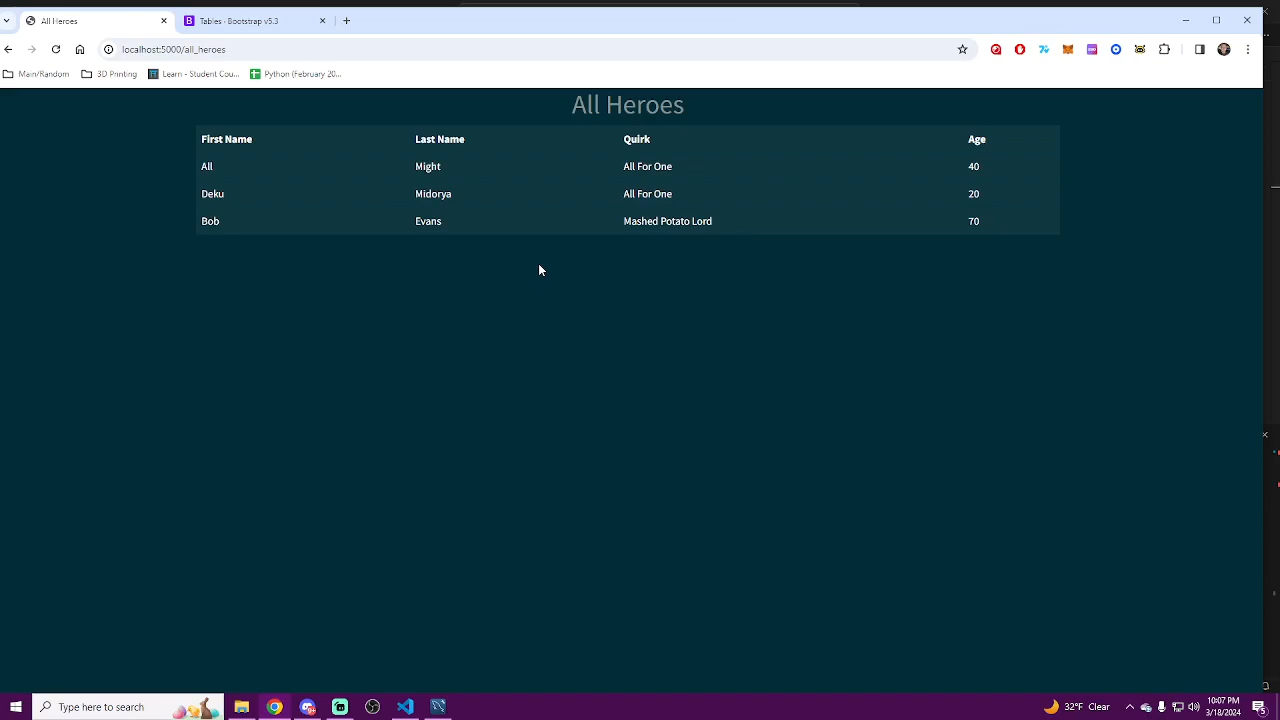 All Heroes
Tables · Bootstrap v5.3
localhost:5000/all_heroes
Main/Random 3D Printing Learn - Student Cou... Python (February 20...
All Heroes
First Name Last Name Quirk Age
All Might All For One 40
Deku Midorya All For One 20
Bob Evans Mashed Potato Lord 70
Type here to search
32°F Clear
10:07 PM
3/18/2024